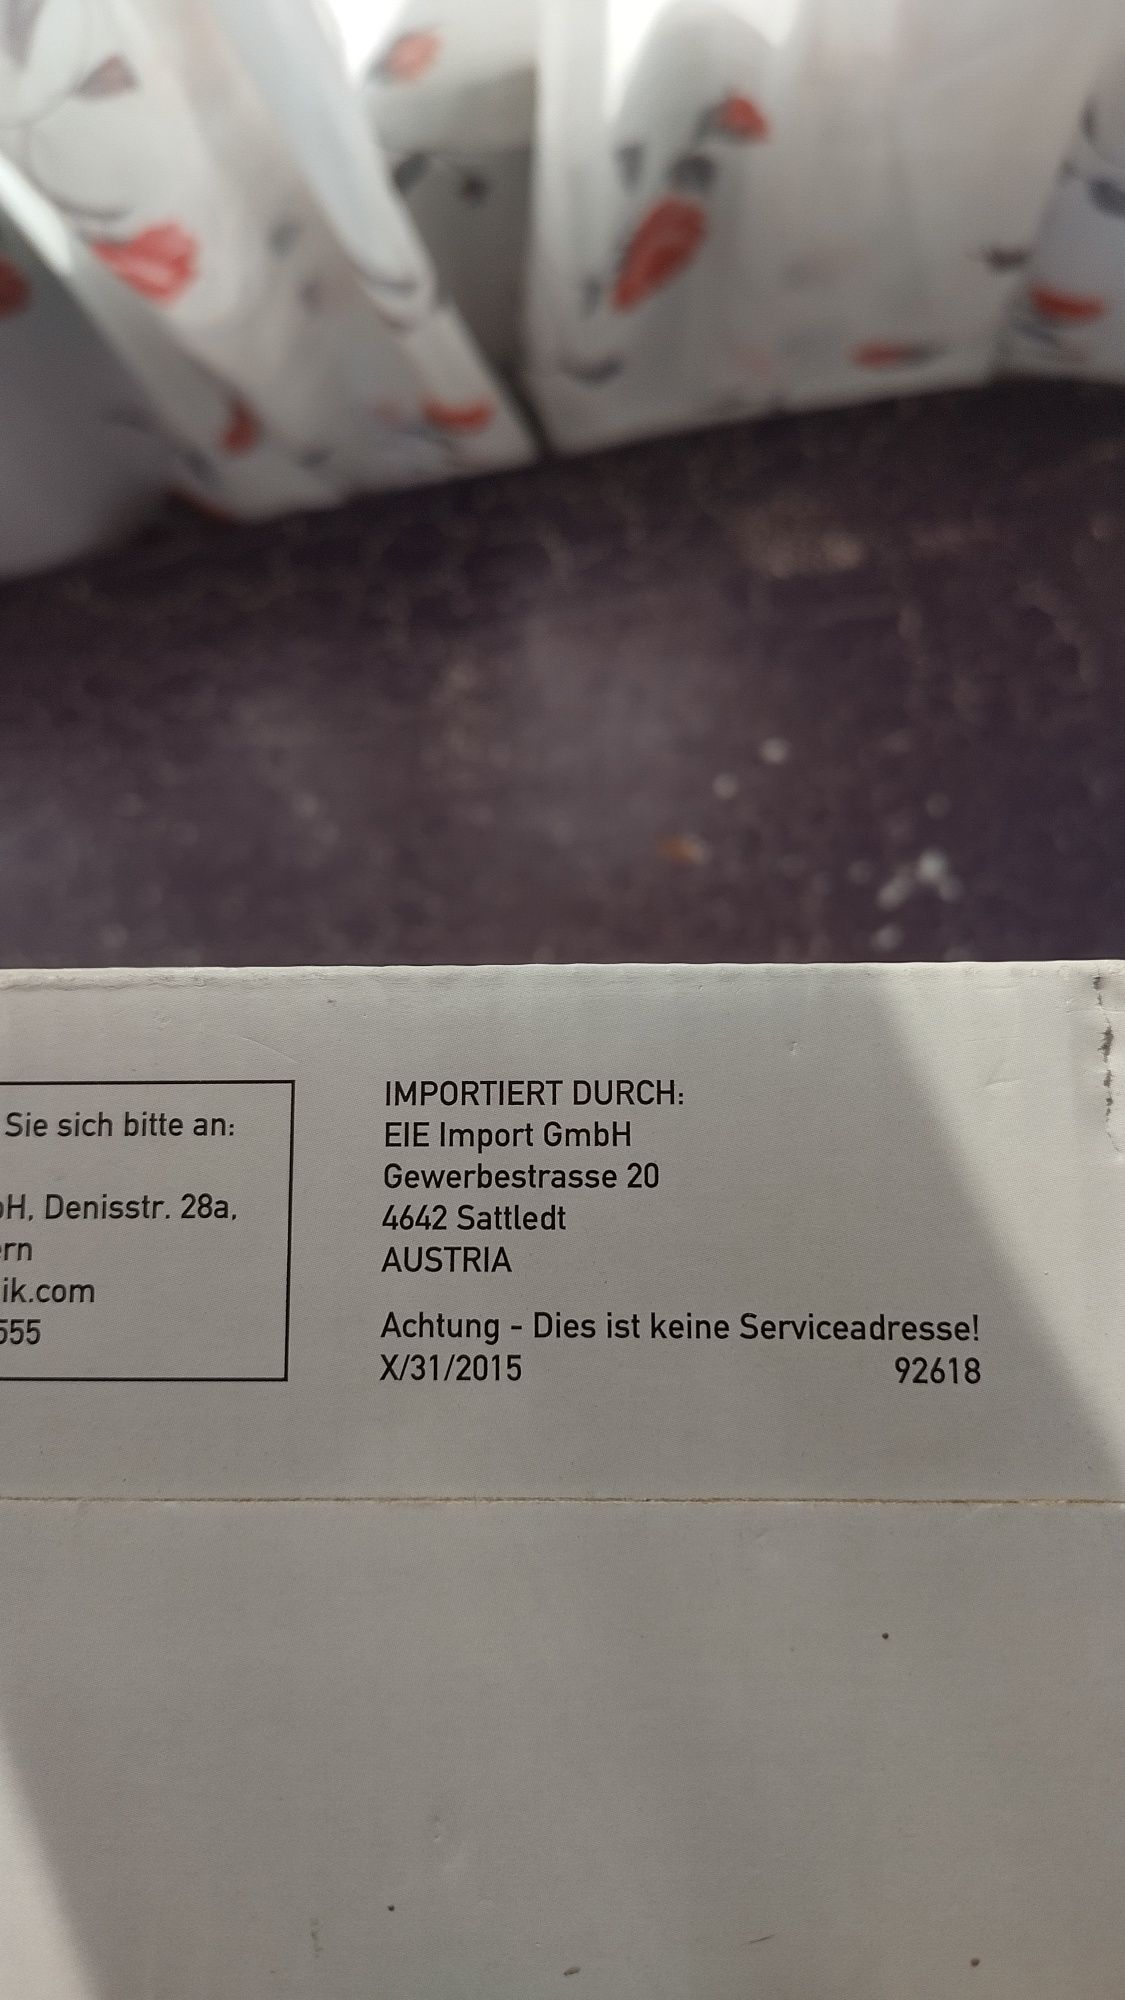 Sie sich bitte an:
H, Denisstr. 28a,
rn
ik.com
555
IMPORTIERT DURCH:
EIE Import GmbH
Gewerbestrasse 20
4642 Sattledt
AUSTRIA
Achtung - Dies ist keine Serviceadresse!
X/31/2015 92618